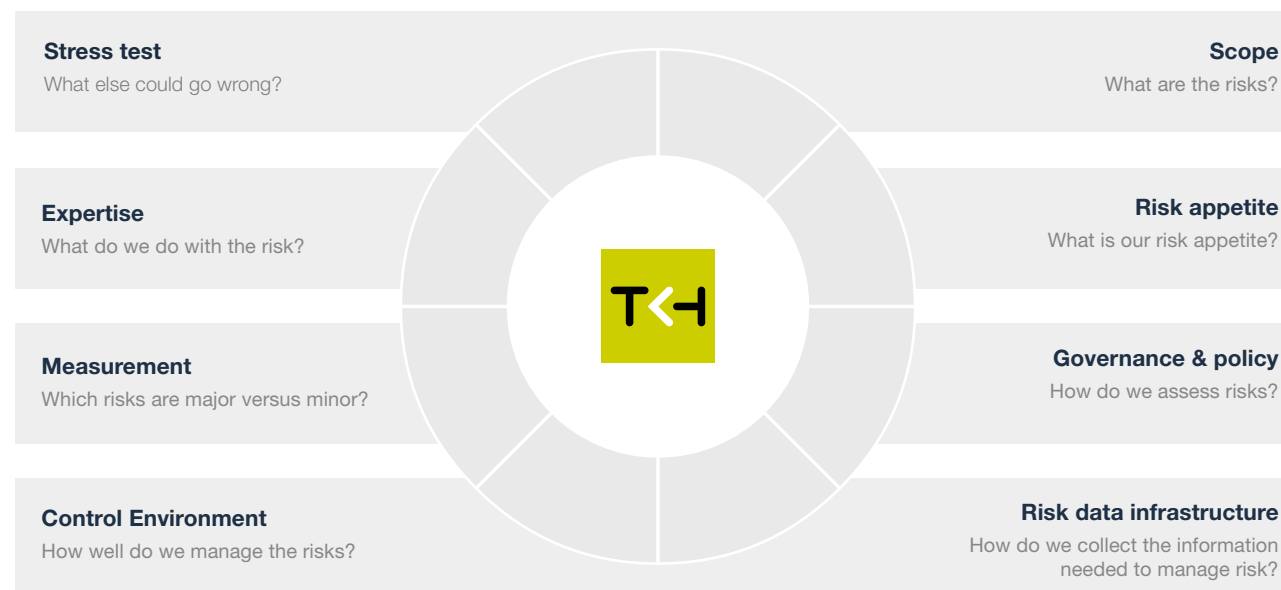 Stress test
What else could go wrong?
Scope
What are the risks?
Expertise
What do we do with the risk?
Risk appetite
What is our risk appetite?
TKH
Measurement
Which risks are major versus minor?
Governance & policy
How do we assess risks?
Control Environment
How well do we manage the risks?
Risk data infrastructure
How do we collect the information
needed to manage risk?